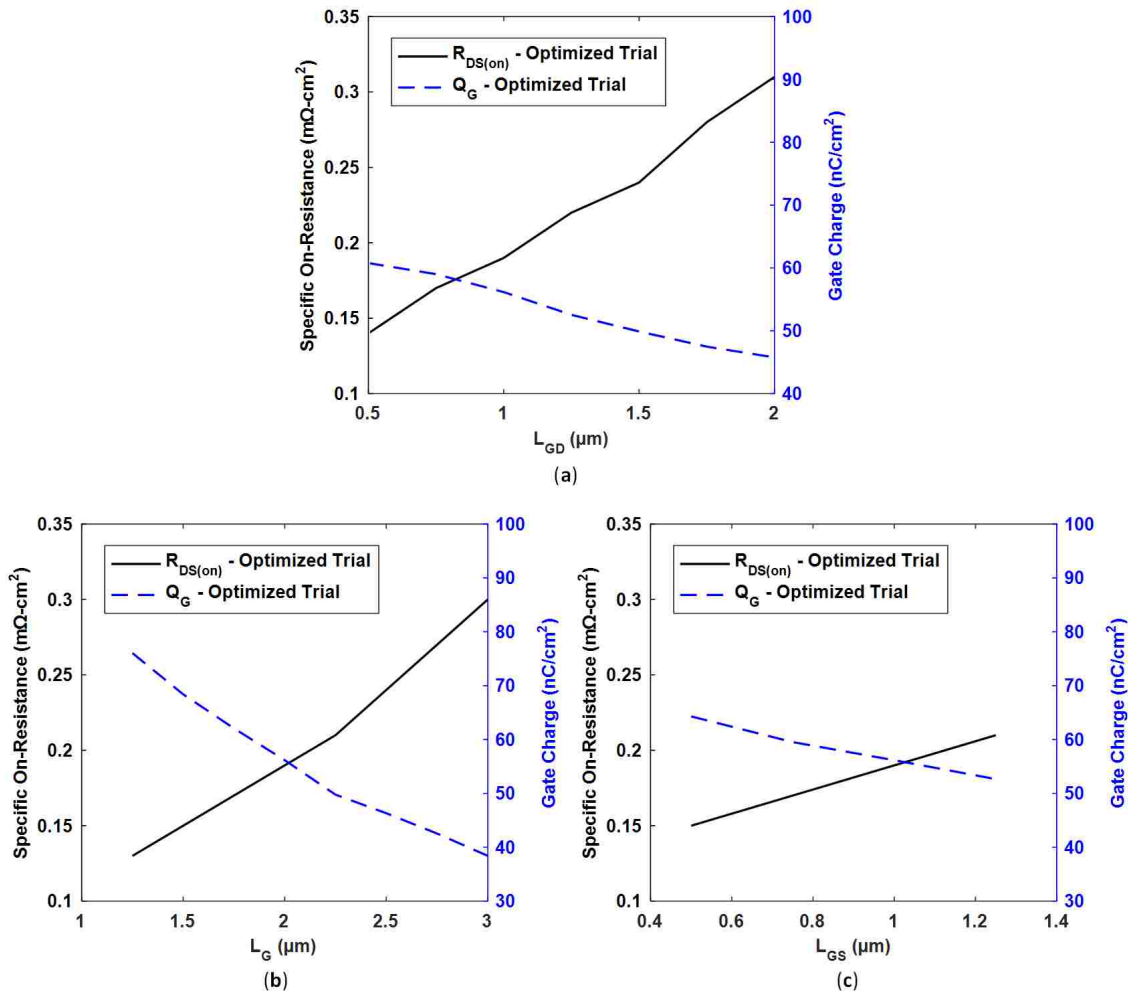 0.35
0.3
0.25
0.2
0.15
0.1
Specific On-Resistance (mΩ-cm²)
R_DS(on) - Optimized Trial
Q_G - Optimized Trial
100
90
80
70
60
50
40
Gate Charge (nC/cm²)
0.5 1 1.5 2
L_GD (µm)
(a)
0.35
0.3
0.25
0.2
0.15
0.1
Specific On-Resistance (mΩ-cm²)
R_DS(on) - Optimized Trial
Q_G - Optimized Trial
100
90
80
70
60
50
40
30
Gate Charge (nC/cm²)
1 1.5 2 2.5 3
L_G (µm)
(b)
0.35
0.3
0.25
0.2
0.15
0.1
Specific On-Resistance (mΩ-cm²)
R_DS(on) - Optimized Trial
Q_G - Optimized Trial
100
90
80
70
60
50
40
30
Gate Charge (nC/cm²)
0.4 0.6 0.8 1 1.2 1.4
L_GS (µm)
(c)